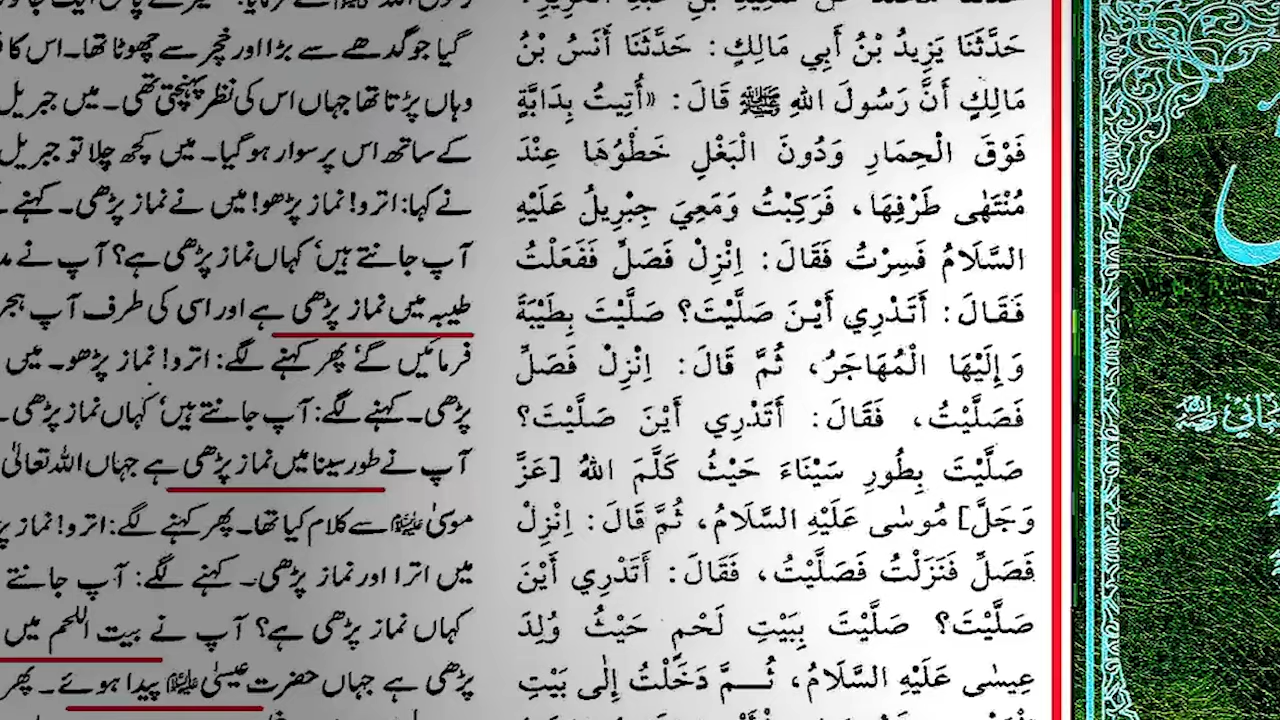 حَدَّثَنَا يَزِيدُ بْنُ أَبِي مَالِكٍ: حَدَّثَنَا أَنَسُ بْنُ
مَالِكٍ أَنَّ رَسُولَ اللهِ ﷺ قَالَ: «أُتِيتُ بِدَابَّةٍ
فَوْقَ الْحِمَارِ وَدُونَ الْبَغْلِ خَطْوُهَا عِنْدَ
مُنْتَهٰى طَرْفِهَا، فَرَكِبْتُ وَمَعِيَ جِبْرِيلُ عَلَيْهِ
السَّلَامُ فَسِرْتُ فَقَالَ: اِنْزِلْ فَصَلِّ فَفَعَلْتُ
فَقَالَ: أَتَدْرِي أَيْنَ صَلَّيْتَ؟ صَلَّيْتَ بِطَيْبَةَ
وَإِلَيْهَا الْمُهَاجَرُ، ثُمَّ قَالَ: اِنْزِلْ فَصَلِّ
فَصَلَّيْتُ، فَقَالَ: أَتَدْرِي أَيْنَ صَلَّيْتَ؟
صَلَّيْتَ بِطُورِ سَيْنَاءَ حَيْثُ كَلَّمَ اللهُ [عَزَّ
وَجَلَّ] مُوسٰى عَلَيْهِ السَّلَامُ، ثُمَّ قَالَ: اِنْزِلْ
فَصَلِّ فَنَزَلْتُ فَصَلَّيْتُ، فَقَالَ: أَتَدْرِي أَيْنَ
صَلَّيْتَ؟ صَلَّيْتَ بِبَيْتِ لَحْمٍ حَيْثُ وُلِدَ
عِيسٰى عَلَيْهِ السَّلَامُ، ثُمَّ دَخَلْتُ إِلٰى بَيْتِ
گیا جو گدھے سے بڑا اور خچر سے چھوٹا تھا۔ اس کا
وہاں پڑتا تھا جہاں اس کی نظر پہنچتی تھی۔ میں جبریل
کے ساتھ اس پر سوار ہو گیا۔ میں کچھ چلا تو جبریل
نے کہا: اترو! نماز پڑھو! میں نے نماز پڑھی۔ کہنے
آپ جانتے ہیں، کہاں نماز پڑھی ہے؟ آپ نے
طیبہ میں نماز پڑھی ہے اور اسی کی طرف آپ
فرمائیں گے، پھر کہنے لگے: اترو! نماز پڑھو۔ میں
پڑھی۔ کہنے لگے: آپ جانتے ہیں، کہاں نماز پڑھی۔
آپ نے طور سینا میں نماز پڑھی ہے جہاں اللہ تعالیٰ
موسیٰ علیہ السلام سے کلام کیا تھا۔ پھر کہنے لگے: اترو! نماز
میں اترا اور نماز پڑھی۔ کہنے لگے: آپ جانتے
کہاں نماز پڑھی ہے؟ آپ نے بیت اللحم میں
پڑھی ہے جہاں حضرت عیسیٰ علیہ السلام پیدا ہوئے۔ پھر